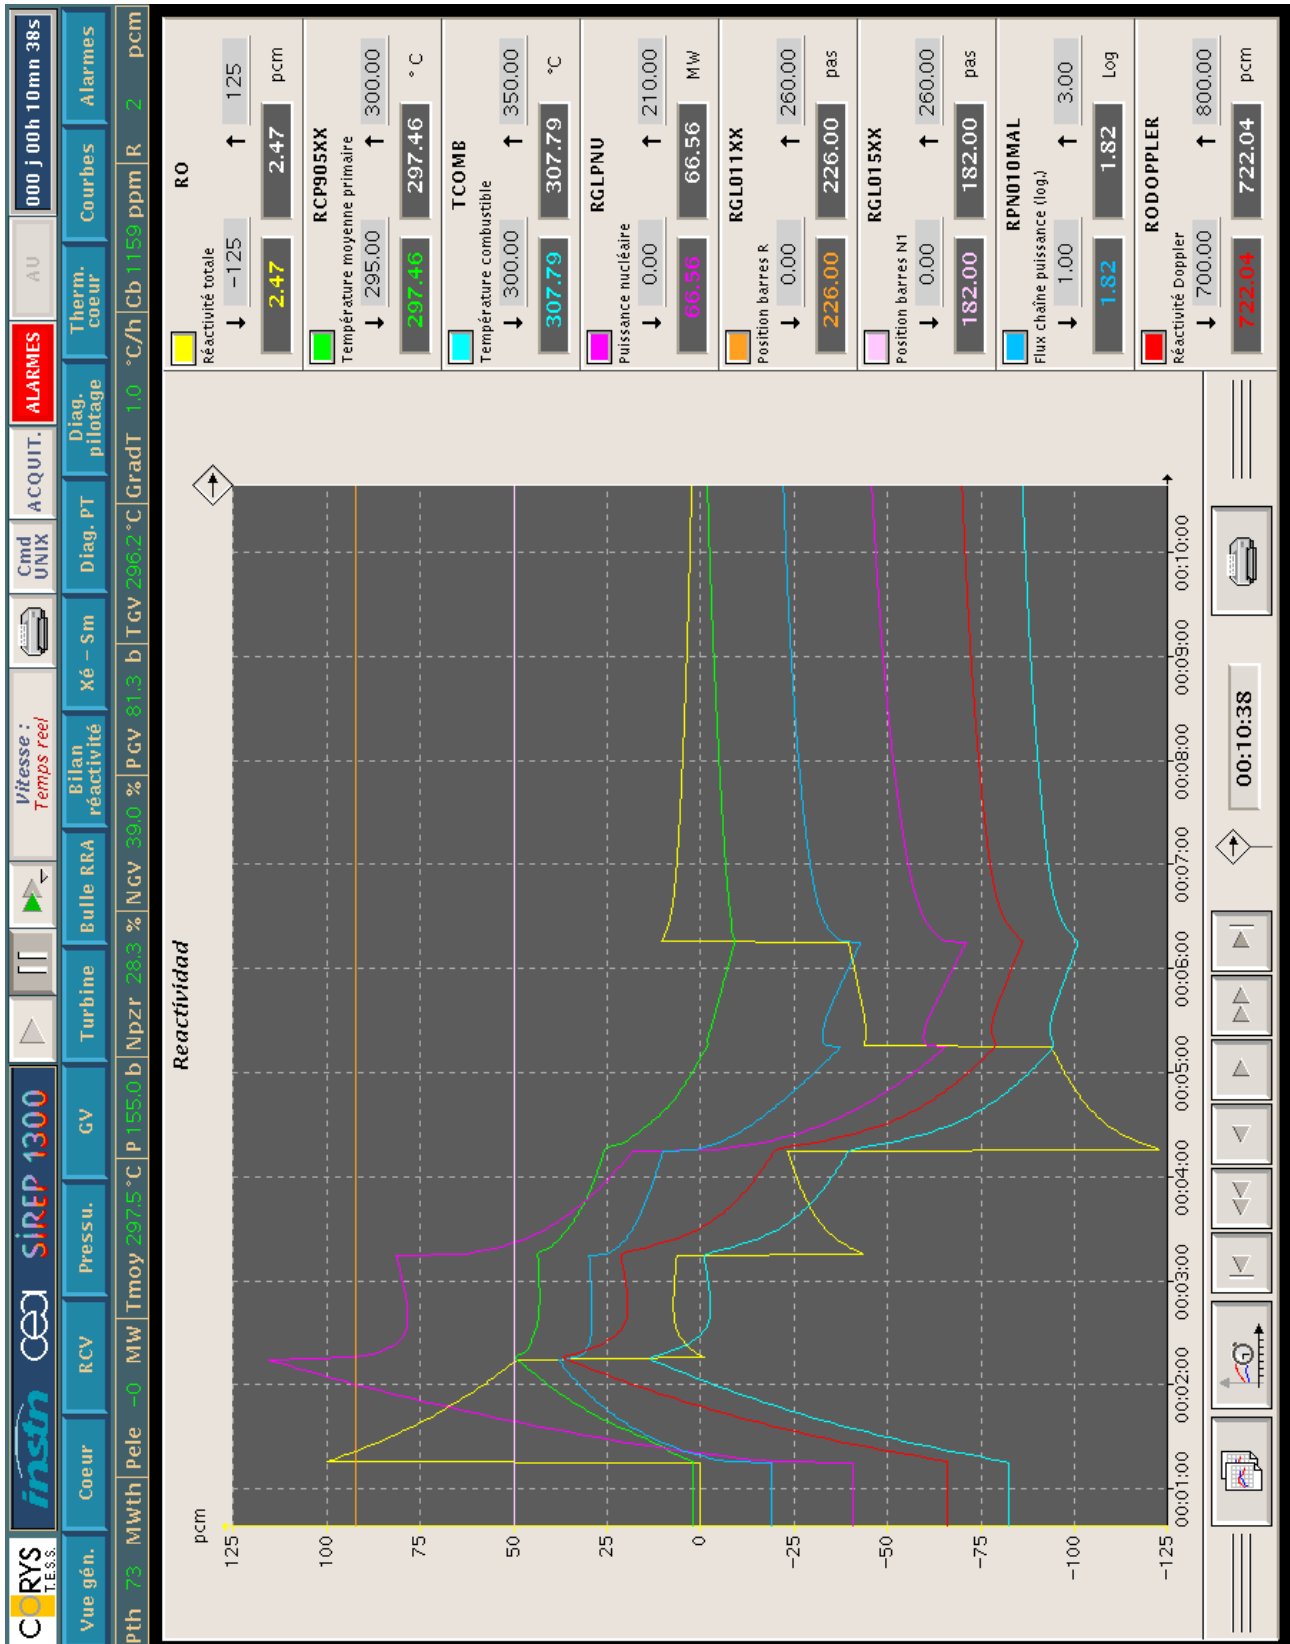 CORYS
T.E.S.S.
instn cea SIREP 1300
Vitesse :
Temps reel
Cmd
UNIX
ACQUIT.
ALARMES
AU
000 j 00h 10mn 38s
Vue gén.
Coeur
RCV
Pressu.
GV
Turbine
Bulle RRA
Bilan
réactivité
Xé – Sm
Diag. PT
Diag.
pilotage
Therm.
coeur
Courbes
Alarmes
Pth 73 MWth Pele -0 MW Tmoy 297.5°C P 155.0 b Npzr 28.3 % NGV 39.0 % PGV 81.3 b TGV 296.2°C GradT 1.0 °C/h Cb 1159 ppm R 2 pcm
Reactividad
pcm
125
100
75
50
25
0
−25
−50
−75
−100
−125
00:01:00 00:02:00 00:03:00 00:04:00 00:05:00 00:06:00 00:07:00 00:08:00 00:09:00 00:10:00
RO
Réactivité totale
↓ −125 ↑ 125
2.47 2.47 pcm
RCP905XX
Température moyenne primaire
↓ 295.00 ↑ 300.00
297.46 297.46 °C
TCOMB
Température combustible
↓ 300.00 ↑ 350.00
307.79 307.79 °C
RGLPNU
Puissance nucléaire
↓ 0.00 ↑ 210.00
66.56 66.56 MW
RGL011XX
Position barres R
↓ 0.00 ↑ 260.00
226.00 226.00 pas
RGL015XX
Position barres N1
↓ 0.00 ↑ 260.00
182.00 182.00 pas
RPN010MAL
Flux chaîne puissance (log.)
↓ 1.00 ↑ 3.00
1.82 1.82 Log
RODOPPLER
Réactivité Doppler
↓ 700.00 ↑ 800.00
722.04 722.04 pcm
00:10:38